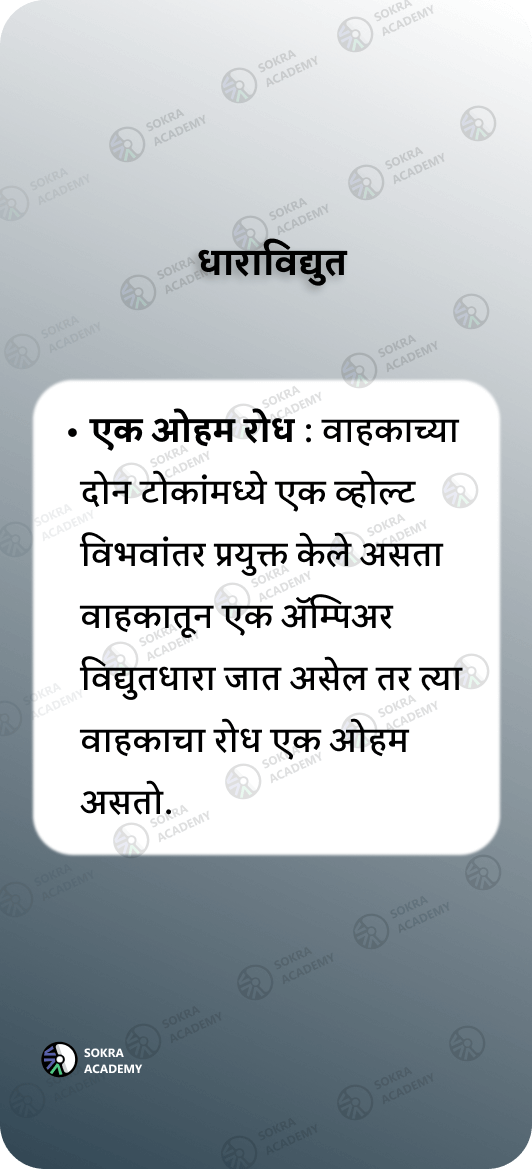 धाराविद्युत
• एक ओहम रोध : वाहकाच्या
दोन टोकांमध्ये एक व्होल्ट
विभवांतर प्रयुक्त केले असता
वाहकातून एक ॲम्पिअर
विद्युतधारा जात असेल तर त्या
वाहकाचा रोध एक ओहम
असतो.
SOKRA
ACADEMY